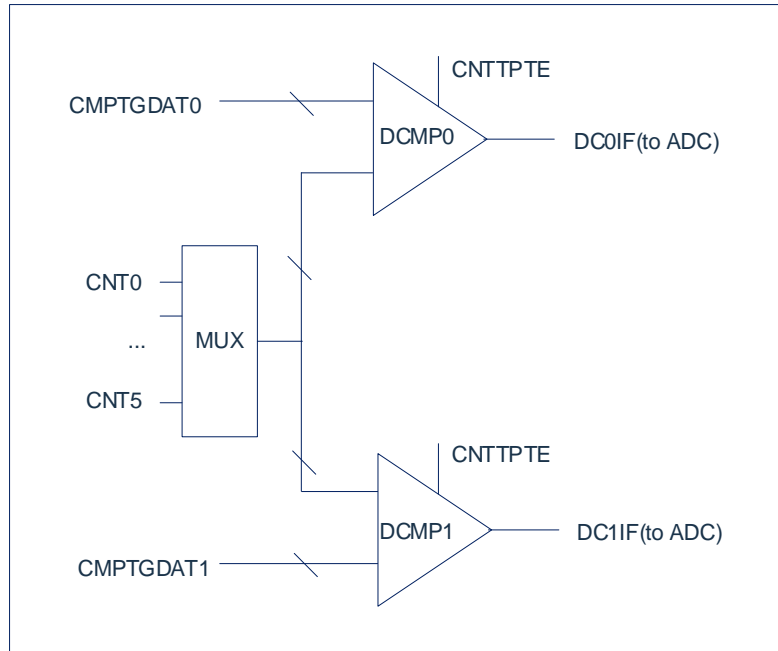 CNTTPTE
CMPTGDAT0
DCMP0
DC0IF(to ADC)
CNT0
...
MUX
CNT5
CNTTPTE
DCMP1
DC1IF(to ADC)
CMPTGDAT1